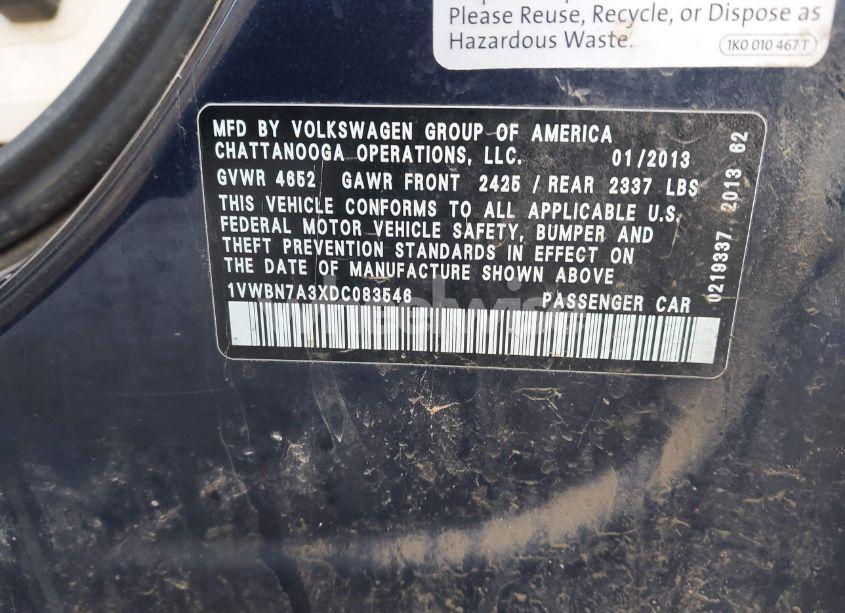 Please Reuse, Recycle, or Dispose as
Hazardous Waste.
1K0 010 467 T
MFD BY VOLKSWAGEN GROUP OF AMERICA
CHATTANOOGA OPERATIONS, LLC. 01/2013
GVWR 4652 GAWR FRONT 2425 / REAR 2337 LBS
THIS VEHICLE CONFORMS TO ALL APPLICABLE U.S.
FEDERAL MOTOR VEHICLE SAFETY, BUMPER AND
THEFT PREVENTION STANDARDS IN EFFECT ON
THE DATE OF MANUFACTURE SHOWN ABOVE
1VWBN7A3XDC083546 PASSENGER CAR
0219337 2013 62